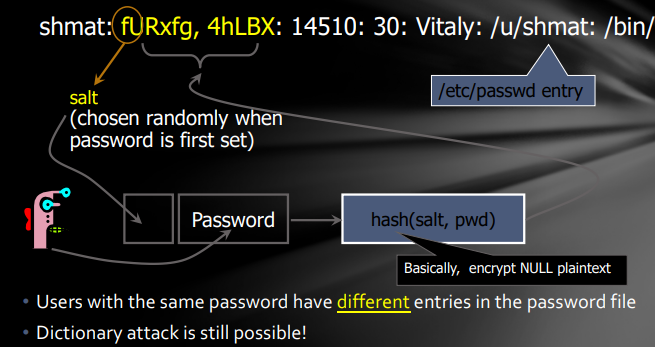 shmat: fURxfg, 4hLBX: 14510: 30: Vitaly: /u/shmat: /bin/
/etc/passwd entry
salt
(chosen randomly when
password is first set)
Password
hash(salt, pwd)
Basically, encrypt NULL plaintext
• Users with the same password have different entries in the password file
• Dictionary attack is still possible!